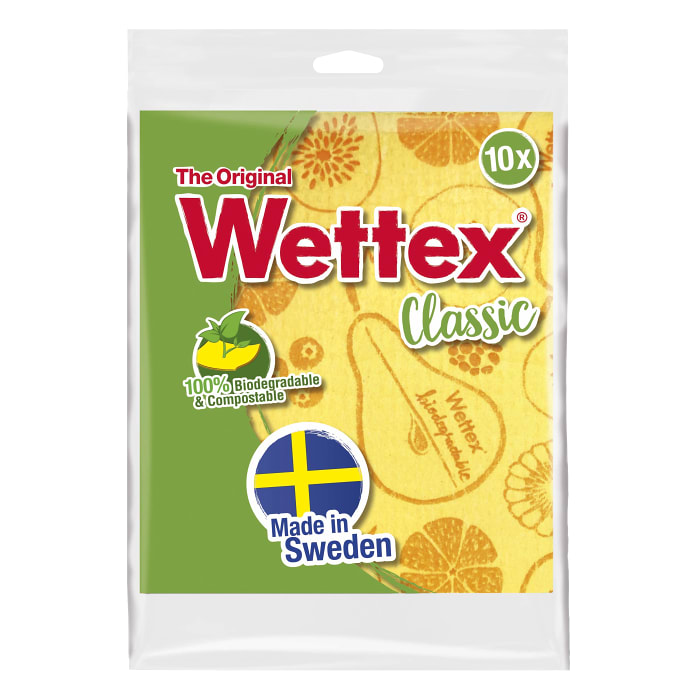 10x
The Original
Wettex®
Classic
100% Biodegradable
& Compostable
Wettex®
biodegradable
Made in
Sweden